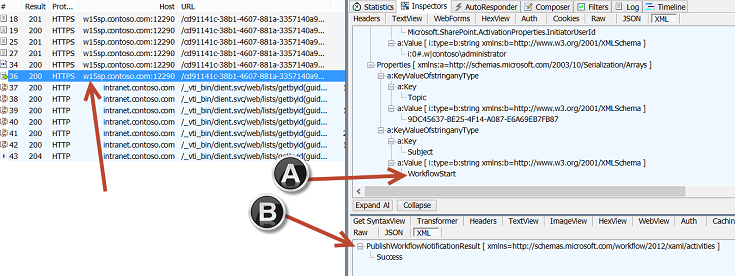 # Result Prot... Host URL
18 200 HTTPS w15sp.contoso.com:12290 /cd91141c-38b1-4607-881a-3357140a9...
19 201 HTTPS w15sp.contoso.com:12290 /cd91141c-38b1-4607-881a-3357140a9...
25 201 HTTPS w15sp.contoso.com:12290 /cd91141c-38b1-4607-881a-3357140a9...
27 201 HTTPS w15sp.contoso.com:12290 /cd91141c-38b1-4607-881a-3357140a9...
34 200 HTTPS w15sp.contoso.com:12290 /cd91141c-38b1-4607-881a-3357140a9...
36 200 HTTPS w15sp.contoso.com:12290 /cd91141c-38b1-4607-881a-3357140a9...
37 200 HTTP intranet.contoso.com /_vti_bin/client.svc/web/lists/getbyid(guid... 1
38 200 HTTP intranet.contoso.com /_vti_bin/client.svc/web/lists/getbyid(guid...
39 200 HTTP intranet.contoso.com /_vti_bin/client.svc/web/lists/getbyid(guid...
40 200 HTTP intranet.contoso.com /_vti_bin/client.svc/web/lists/getbyid(guid...
41 200 HTTP intranet.contoso.com /_vti_bin/client.svc/web/lists/getbyid(guid... 2
42 200 HTTP intranet.contoso.com /_vti_bin/client.svc/web/lists/getbyid(guid... 1
43 204 HTTP intranet.contoso.com /_vti_bin/client.svc/web/lists/getbyid(guid...
A
B
Statistics Inspectors AutoResponder Composer Filters Log Timeline
Headers TextView WebForms HexView Auth Cookies Raw JSON XML
Microsoft.SharePoint.ActivationProperties.InitiatorUserId
a:Value [ i:type=b:string xmlns:b=http://www.w3.org/2001/XMLSchema ]
i:0#.w|contoso\administrator
Properties [ xmlns:a=http://schemas.microsoft.com/2003/10/Serialization/Arrays ]
a:KeyValueOfstringanyType
a:Key
Topic
a:Value [ i:type=b:string xmlns:b=http://www.w3.org/2001/XMLSchema ]
9DC45637-BE25-4F14-A087-E6A69EB7FB87
a:KeyValueOfstringanyType
a:Key
Subject
a:Value [ i:type=b:string xmlns:b=http://www.w3.org/2001/XMLSchema ]
WorkflowStart
Expand Al Collapse
Get SyntaxView Transformer Headers TextView ImageView HexView WebView Auth C
Raw JSON XML
PublishWorkflowNotificationResult [ xmlns=http://schemas.microsoft.com/workflow/2012/xaml/activities ]
Success